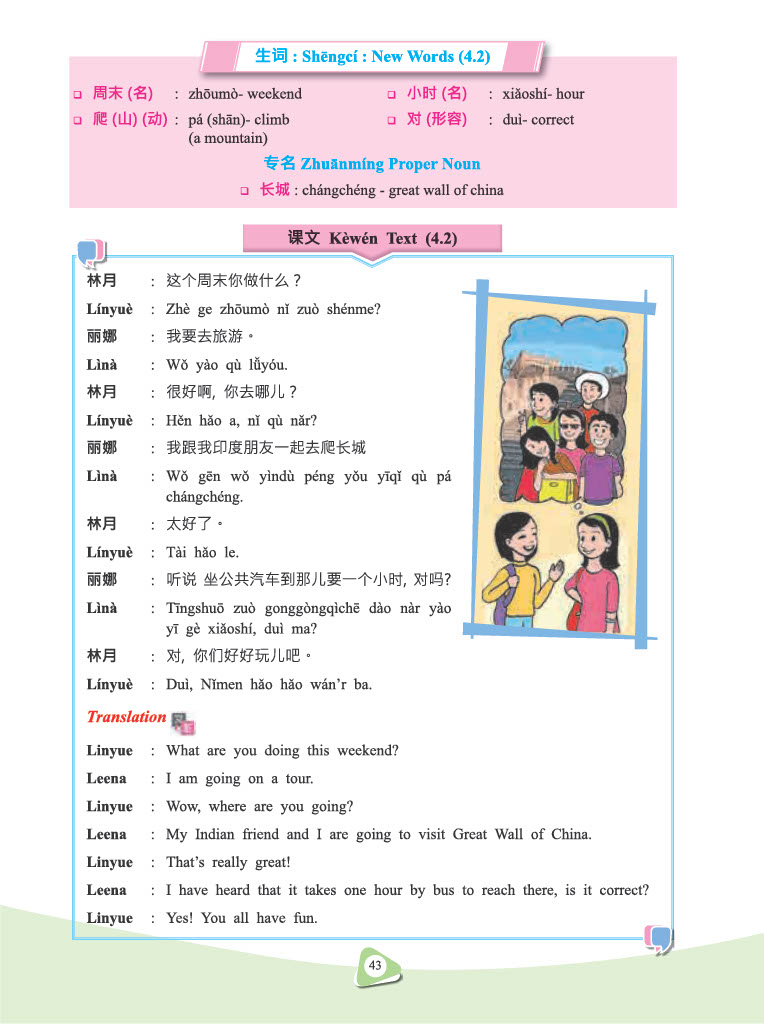 生词 : Shēngcí : New Words (4.2)
❑ 周末 (名) : zhōumò- weekend
❑ 小时 (名) : xiǎoshí- hour
❑ 爬 (山) (动) : pá (shān)- climb
(a mountain)
❑ 对 (形容) : duì- correct
专名 Zhuānmíng Proper Noun
❑ 长城 : chángchéng - great wall of china
课文 Kèwén Text (4.2)
林月 : 这个周末你做什么？
Línyuè : Zhè ge zhōumò nǐ zuò shénme?
丽娜 : 我要去旅游。
Lìnà : Wǒ yào qù lǚyóu.
林月 : 很好啊, 你去哪儿？
Línyuè : Hěn hǎo a, nǐ qù nǎr?
丽娜 : 我跟我印度朋友一起去爬长城
Lìnà : Wǒ gēn wǒ yìndù péng yǒu yīqǐ qù pá
chángchéng.
林月 : 太好了。
Línyuè : Tài hǎo le.
丽娜 : 听说 坐公共汽车到那儿要一个小时, 对吗?
Lìnà : Tīngshuō zuò gonggòngqìchē dào nàr yào
yī gè xiǎoshí, duì ma?
林月 : 对, 你们好好玩儿吧。
Línyuè : Duì, Nǐmen hǎo hǎo wán’r ba.
Translation
Linyue : What are you doing this weekend?
Leena : I am going on a tour.
Linyue : Wow, where are you going?
Leena : My Indian friend and I are going to visit Great Wall of China.
Linyue : That’s really great!
Leena : I have heard that it takes one hour by bus to reach there, is it correct?
Linyue : Yes! You all have fun.
43